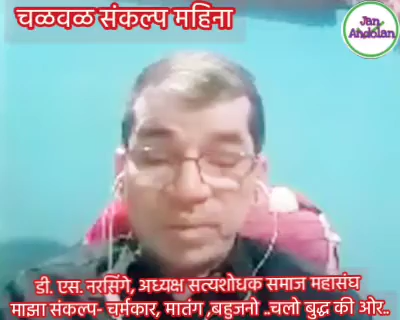 चळवळ संकल्प महिना
Jan
Andolan
डी. एस. नरसिंगे, अध्यक्ष सत्यशोधक समाज महासंघ
माझा संकल्प- चर्मकार, मातंग ,बहुजनो ..चलो बुद्ध की ओर..